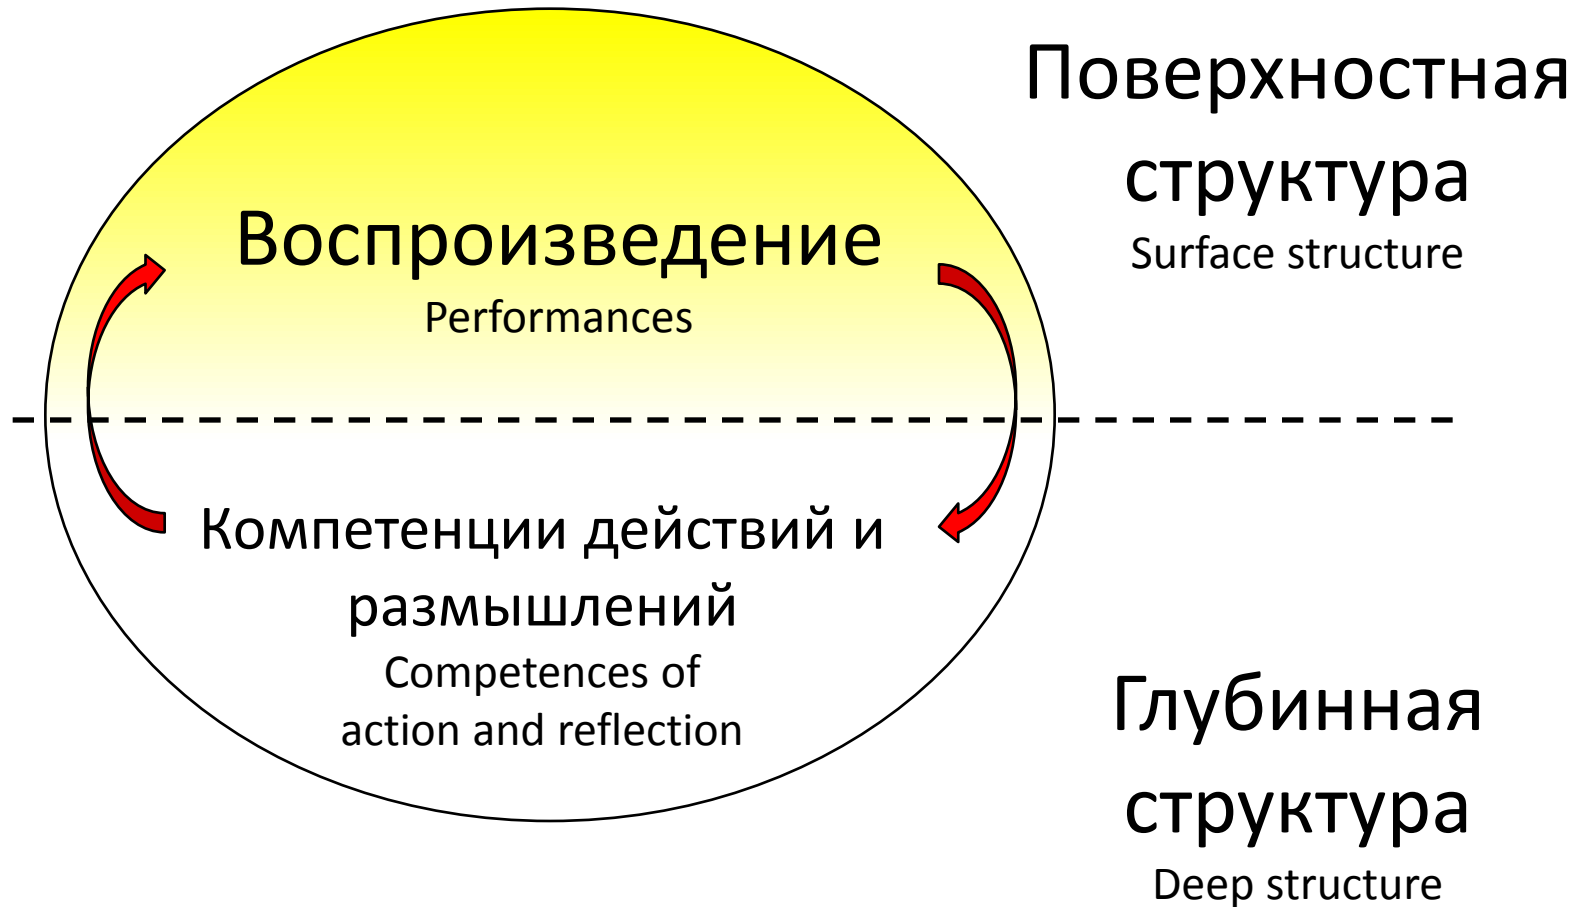 Поверхностная
структура
Surface structure
Воспроизведение
Performances
Компетенции действий и
размышлений
Competences of
action and reflection
Глубинная
структура
Deep structure